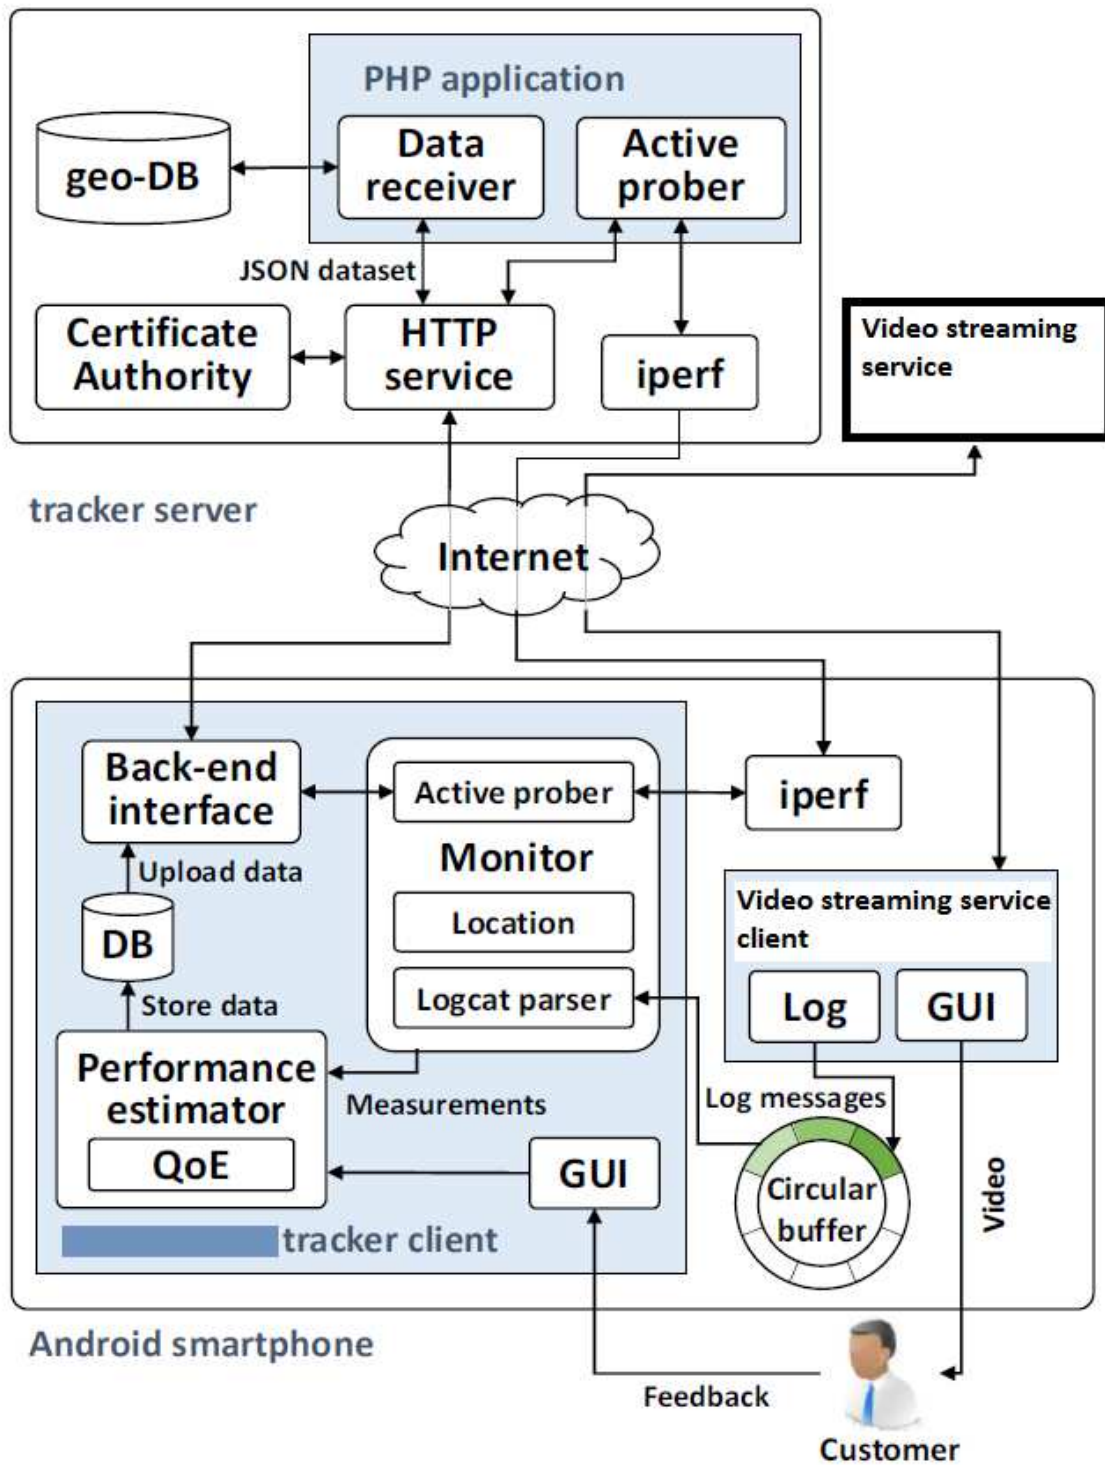 PHP application
Data
receiver
Active
prober
geo-DB
JSON dataset
Certificate
Authority
HTTP
service
iperf
Video streaming
service
tracker server
Internet
Back-end
interface
Active prober
iperf
Monitor
Upload data
Location
Video streaming service
client
DB
Logcat parser
Store data
Log
GUI
Performance
estimator
Measurements
Log messages
QoE
GUI
Circular
buffer
Video
tracker client
Android smartphone
Feedback
Customer